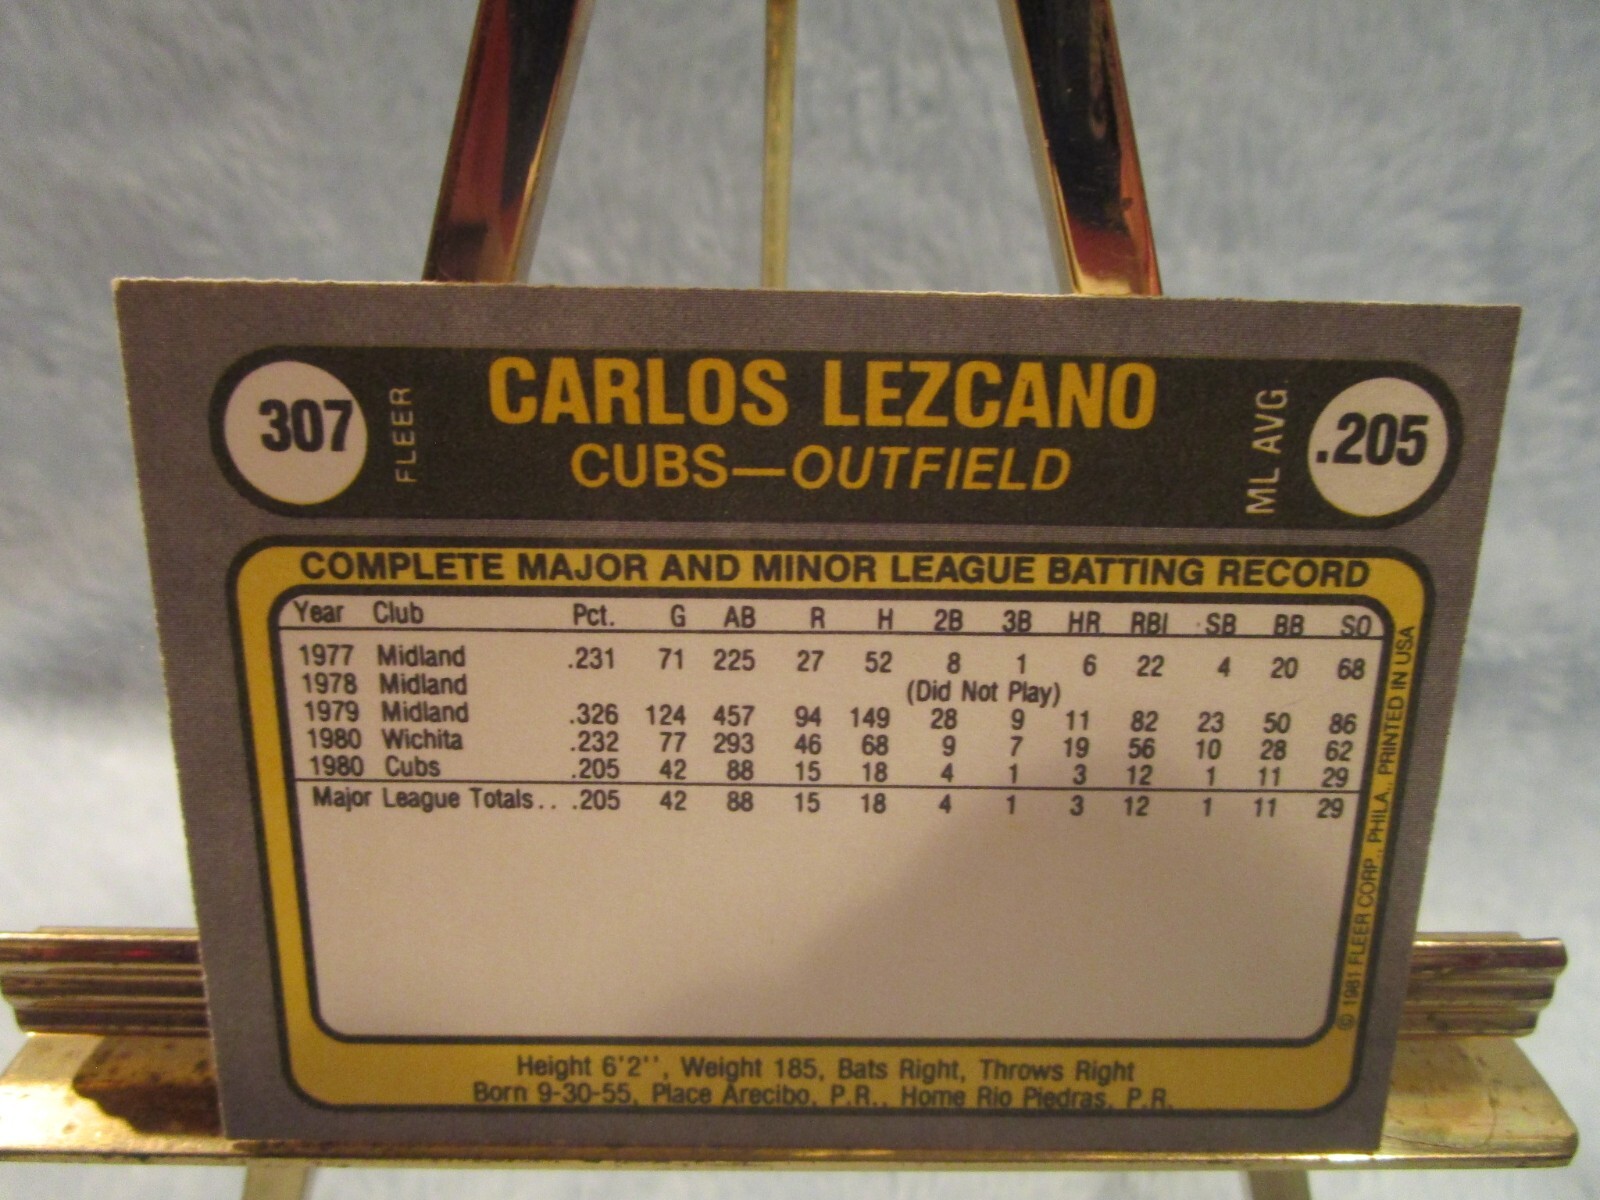 307 FLEER CARLOS LEZCANO ML AVG. .205
CUBS—OUTFIELD
COMPLETE MAJOR AND MINOR LEAGUE BATTING RECORD
Year Club Pct. G AB R H 2B 3B HR RBI SB BB SO
1977 Midland .231 71 225 27 52 8 1 6 22 4 20 68
1978 Midland (Did Not Play)
1979 Midland .326 124 457 94 149 28 9 11 82 23 50 86
1980 Wichita .232 77 293 46 68 9 7 19 56 10 28 62
1980 Cubs .205 42 88 15 18 4 1 3 12 1 11 29
Major League Totals.. .205 42 88 15 18 4 1 3 12 1 11 29
© 1981 FLEER CORP., PHILA., PRINTED IN USA
Height 6'2'', Weight 185, Bats Right, Throws Right
Born 9-30-55, Place Arecibo, P.R., Home Rio Piedras, P.R.